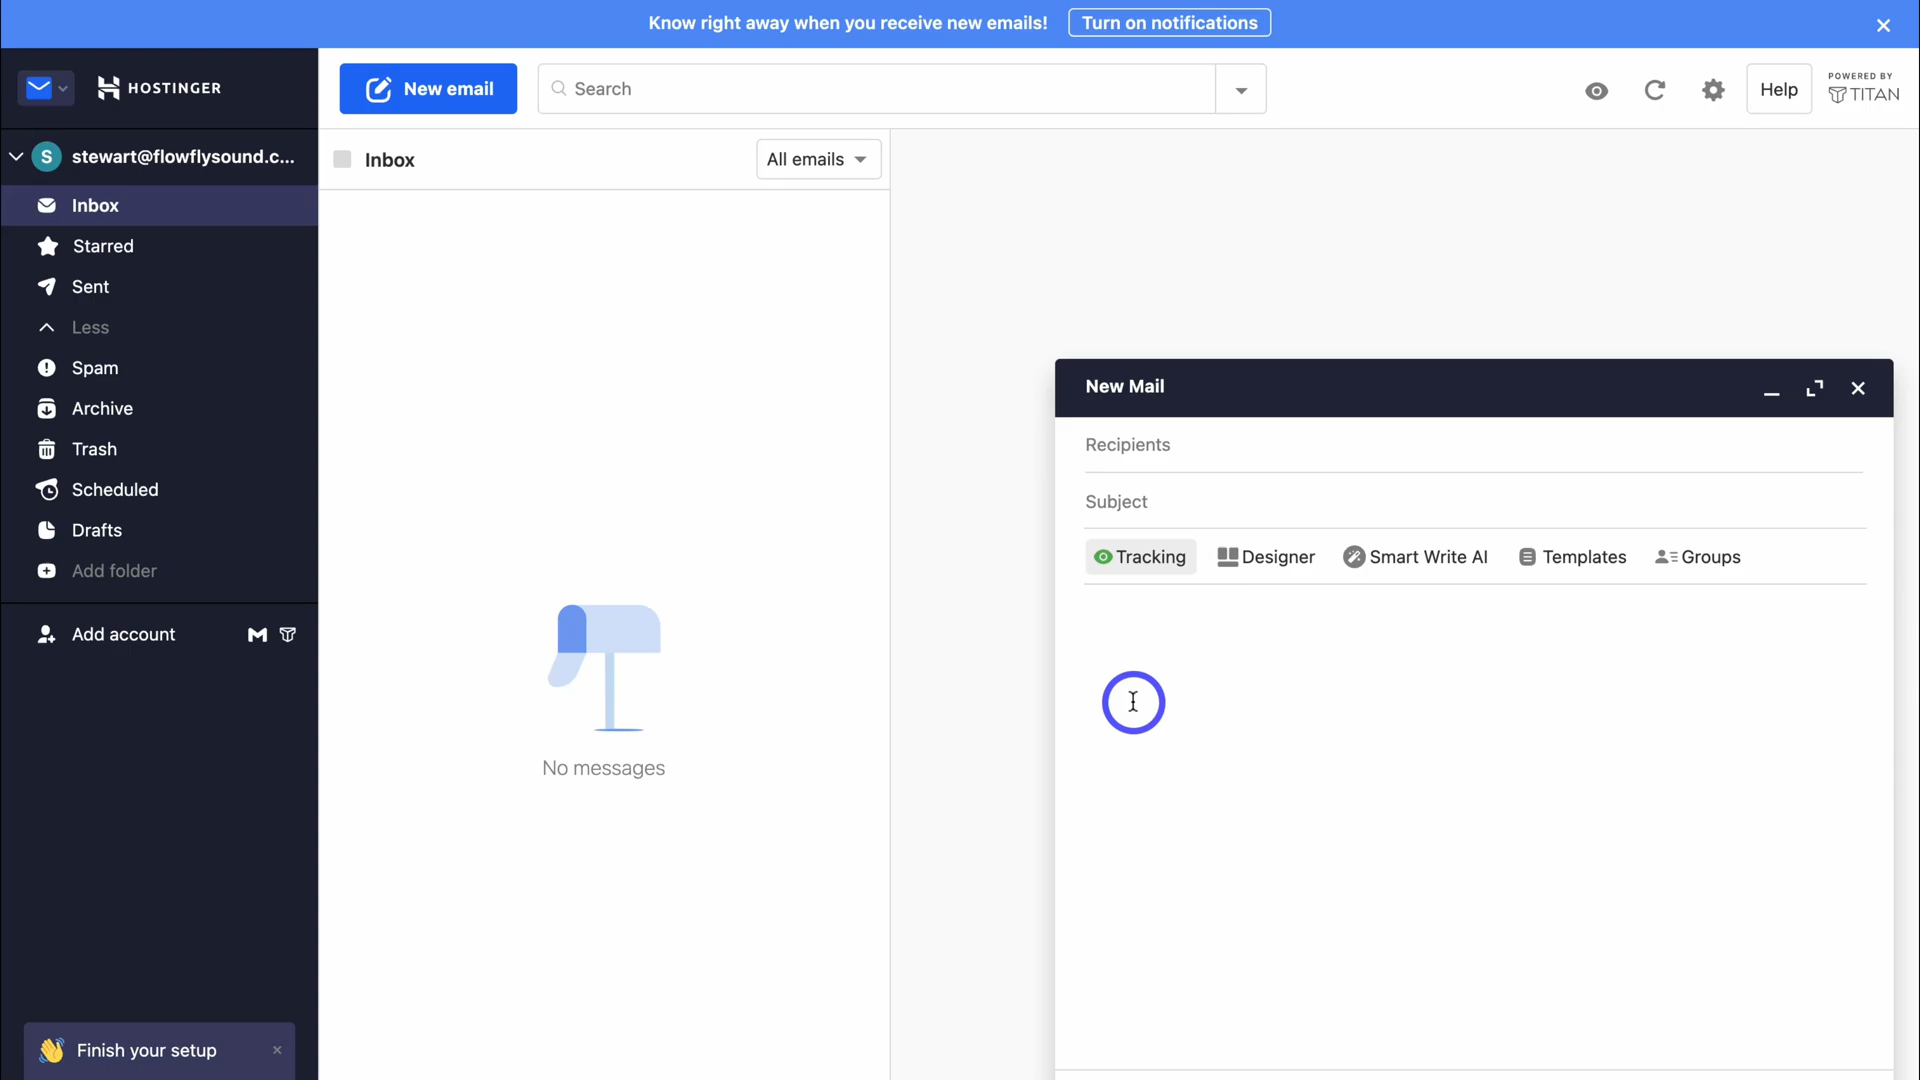 Know right away when you receive new emails! Turn on notifications
HOSTINGER
New email
Search
Help
POWERED BY
TITAN
S stewart@flowflysound.c...
Inbox
Starred
Sent
Less
Spam
Archive
Trash
Scheduled
Drafts
Add folder
Add account
Finish your setup
Inbox
All emails
No messages
New Mail
Recipients
Subject
Tracking Designer Smart Write AI Templates Groups